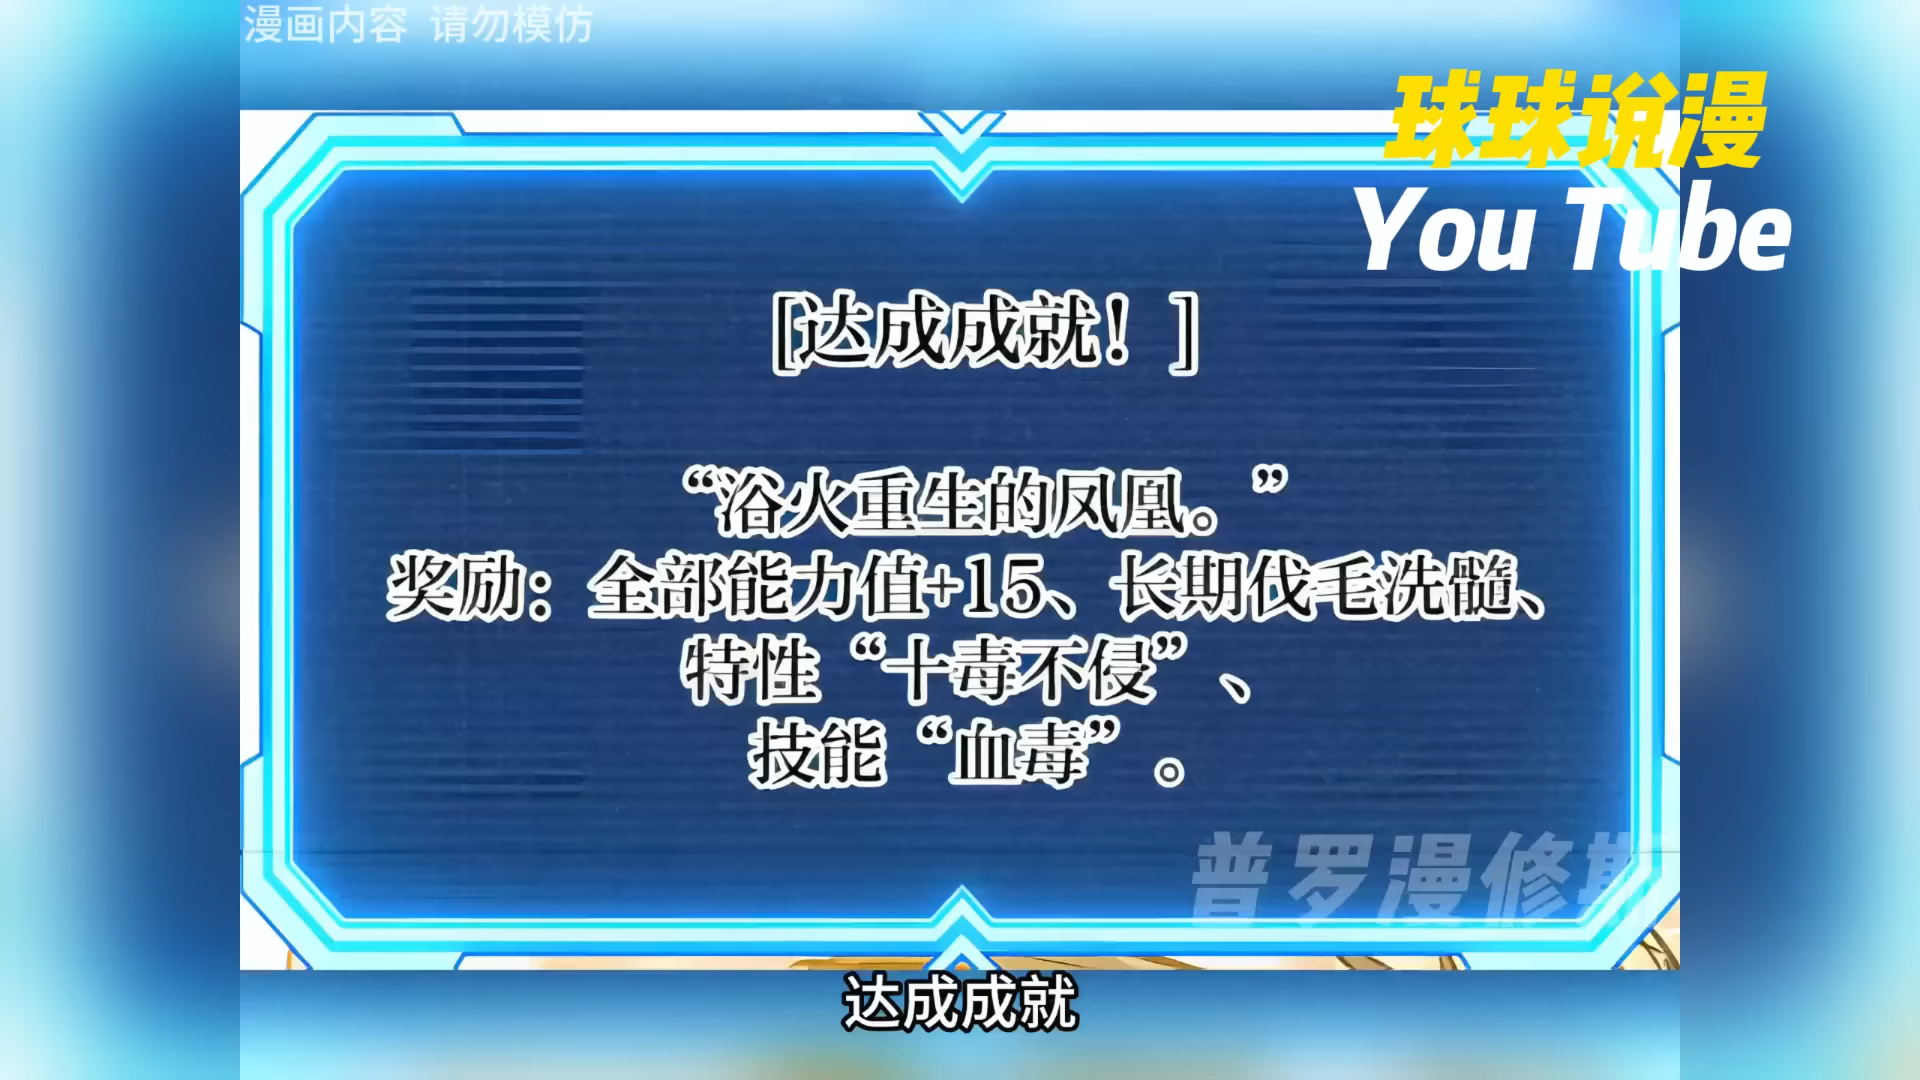 漫画内容 请勿模仿
球球说漫
YouTube
[达成成就！]
“浴火重生的凤凰。”
奖励：全部能力值+15、长期伐毛洗髓、
特性“十毒不侵”、
技能“血毒”。
普罗漫修斯
达成成就